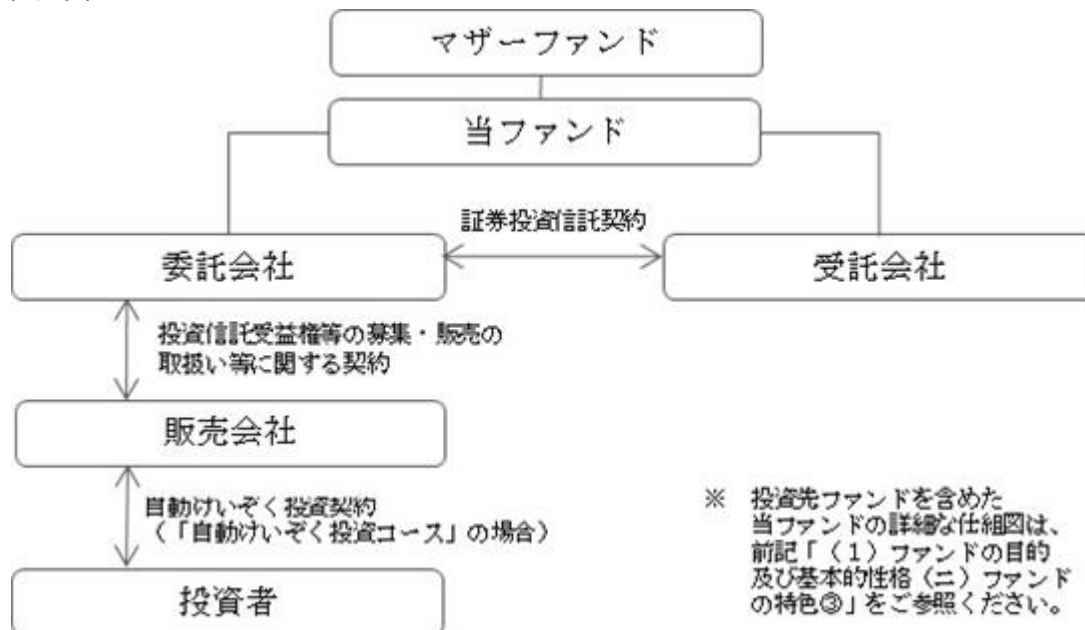 マザーファンド
当ファンド
証券投資信託契約
委託会社
受託会社
投資信託受益権等の募集・販売の
取扱い等に関する契約
販売会社
自動けいぞく投資契約
(「自動けいぞく投資コース」の場合)
投資者
※ 投資先ファンドを含めた
当ファンドの詳細な仕組図は、
前記「(1)ファンドの目的
及び基本的性格(ニ)ファンド
の特色③」をご参照ください。